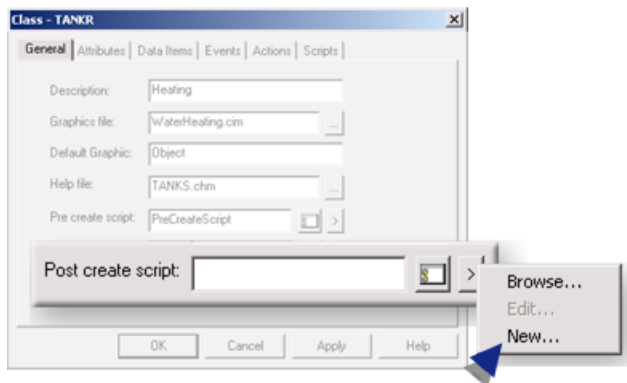 Class - TANKR
General Attributes Data Items Events Actions Scripts
Description: Heating
Graphics file: WaterHeating.cim ...
Default Graphic: Object
Help file: TANKS.chm ...
Pre create script: PreCreateScript >
Post create script: >
Browse...
Edit...
New...
OK Cancel Apply Help